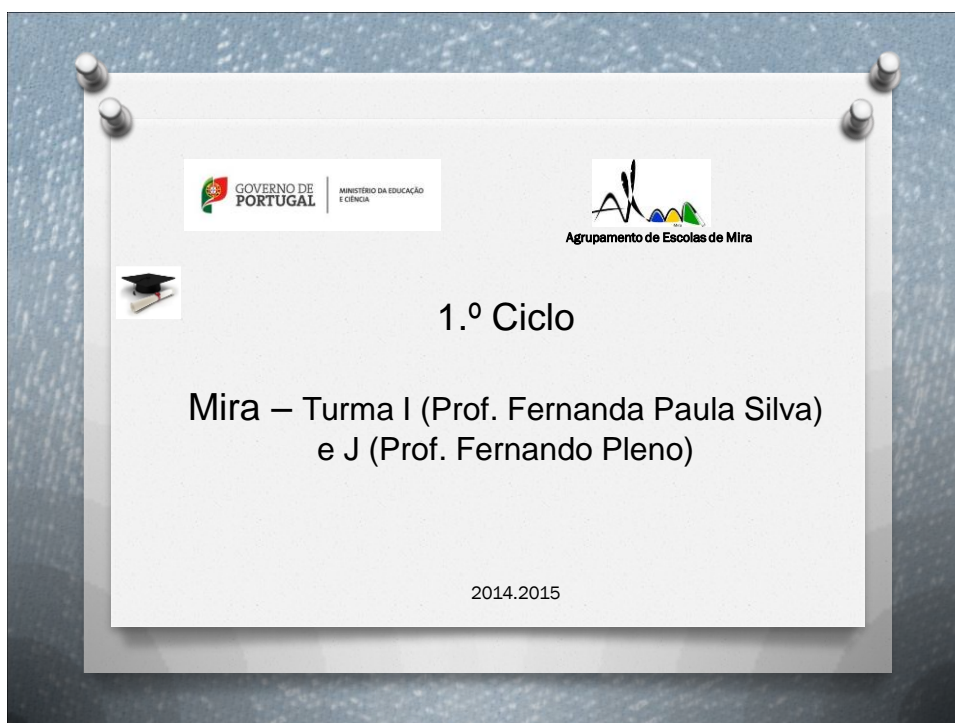 GOVERNO DE
PORTUGAL
MINISTÉRIO DA EDUCAÇÃO
E CIÊNCIA
Mira
Agrupamento de Escolas de Mira
1.º Ciclo
Mira – Turma I (Prof. Fernanda Paula Silva)
e J (Prof. Fernando Pleno)
2014.2015